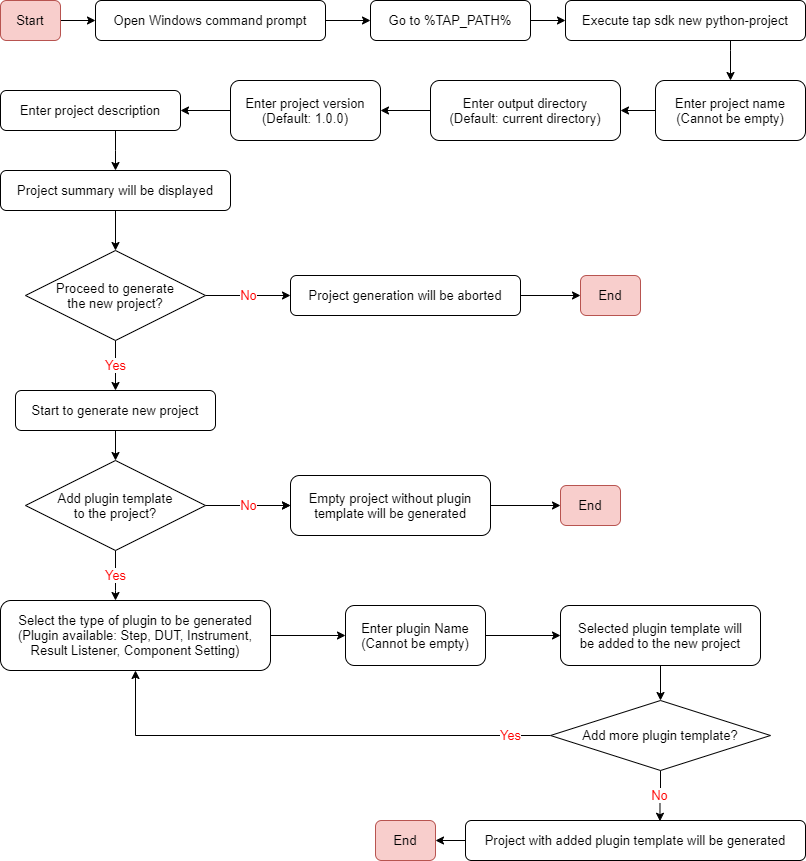 Start
Open Windows command prompt
Go to %TAP_PATH%
Execute tap sdk new python-project
Enter project name
(Cannot be empty)
Enter output directory
(Default: current directory)
Enter project version
(Default: 1.0.0)
Enter project description
Project summary will be displayed
Proceed to generate
the new project?
No
Project generation will be aborted
End
Yes
Start to generate new project
Add plugin template
to the project?
No
Empty project without plugin
template will be generated
End
Yes
Select the type of plugin to be generated
(Plugin available: Step, DUT, Instrument,
Result Listener, Component Setting)
Enter plugin Name
(Cannot be empty)
Selected plugin template will
be added to the new project
Add more plugin template?
Yes
No
Project with added plugin template will be generated
End